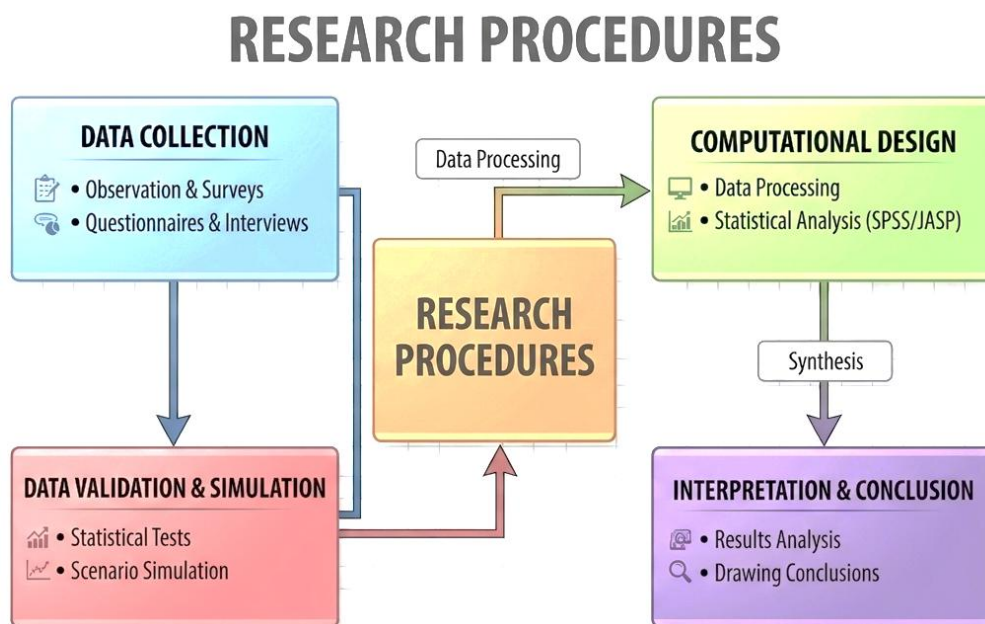 RESEARCH PROCEDURES
DATA COLLECTION
• Observation & Surveys
• Questionnaires & Interviews
Data Processing
COMPUTATIONAL DESIGN
• Data Processing
• Statistical Analysis (SPSS/JASP)
RESEARCH
PROCEDURES
Synthesis
DATA VALIDATION & SIMULATION
• Statistical Tests
• Scenario Simulation
INTERPRETATION & CONCLUSION
• Results Analysis
• Drawing Conclusions